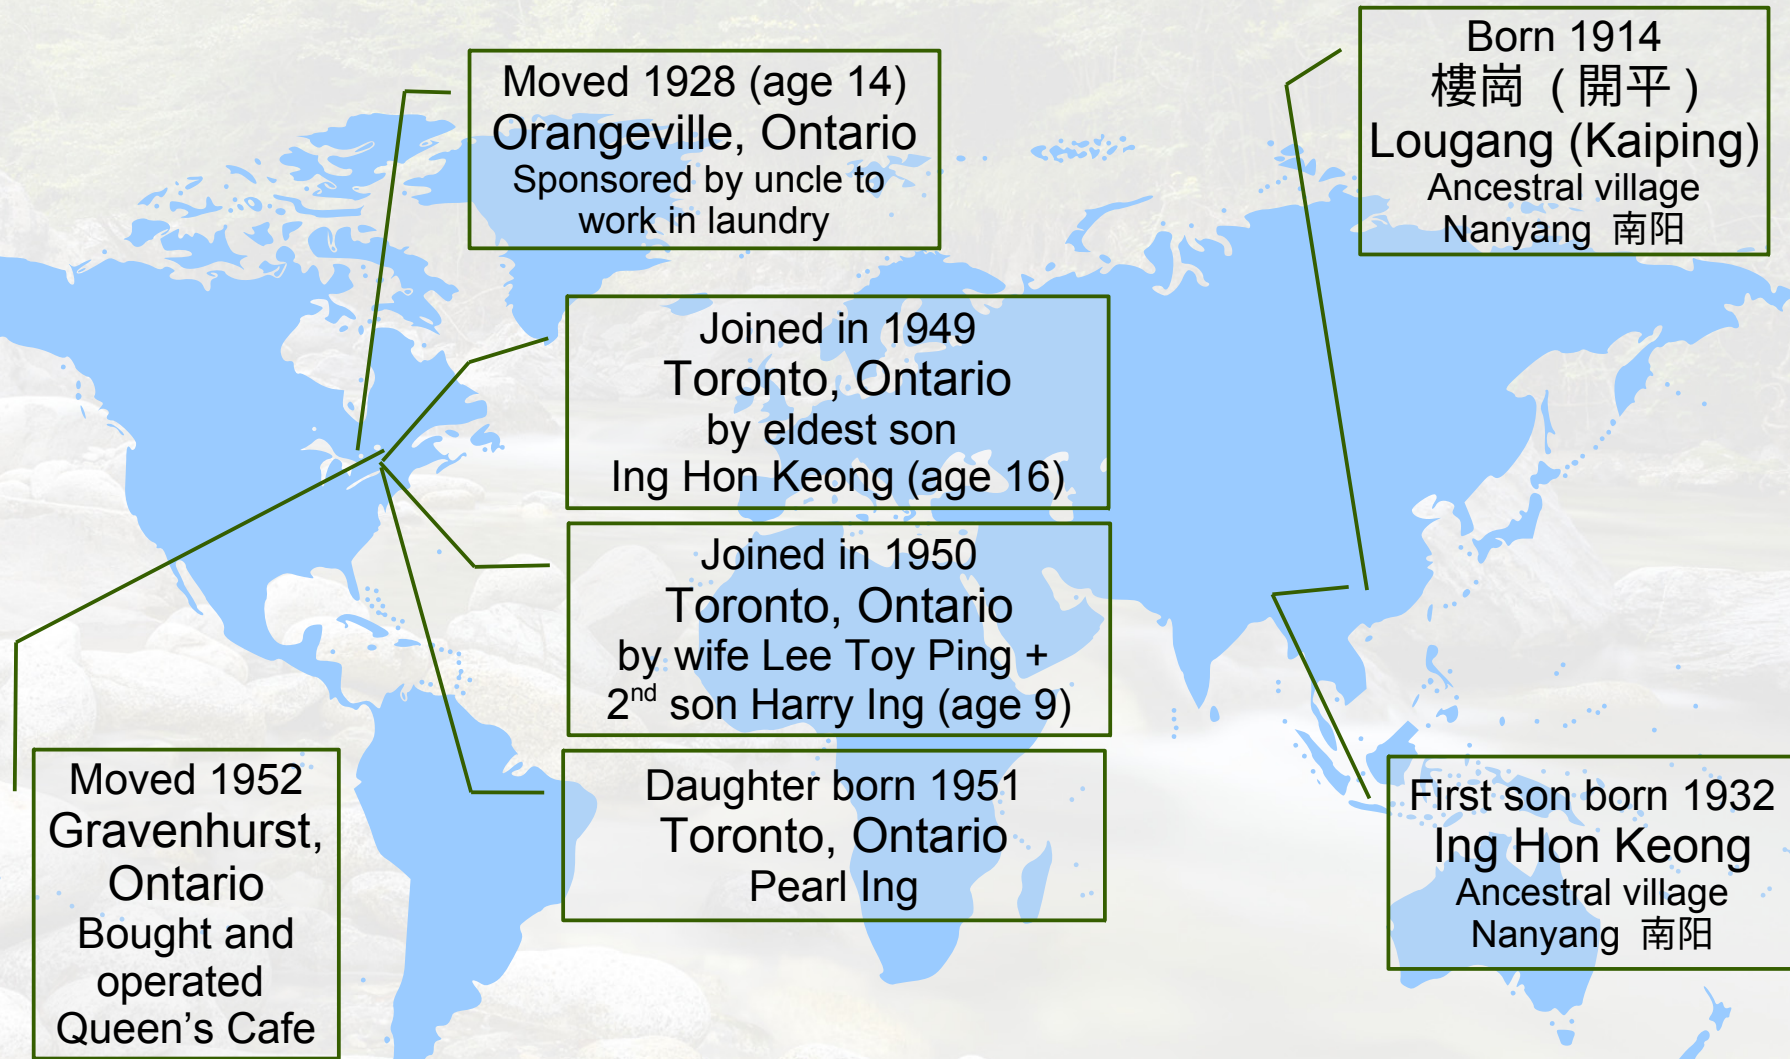 Moved 1928 (age 14)
Orangeville, Ontario
Sponsored by uncle to
work in laundry
Born 1914
樓崗 ( 開平 )
Lougang (Kaiping)
Ancestral village
Nanyang 南阳
Joined in 1949
Toronto, Ontario
by eldest son
Ing Hon Keong (age 16)
Joined in 1950
Toronto, Ontario
by wife Lee Toy Ping +
2nd son Harry Ing (age 9)
Moved 1952
Gravenhurst,
Ontario
Bought and
operated
Queen’s Cafe
Daughter born 1951
Toronto, Ontario
Pearl Ing
First son born 1932
Ing Hon Keong
Ancestral village
Nanyang 南阳